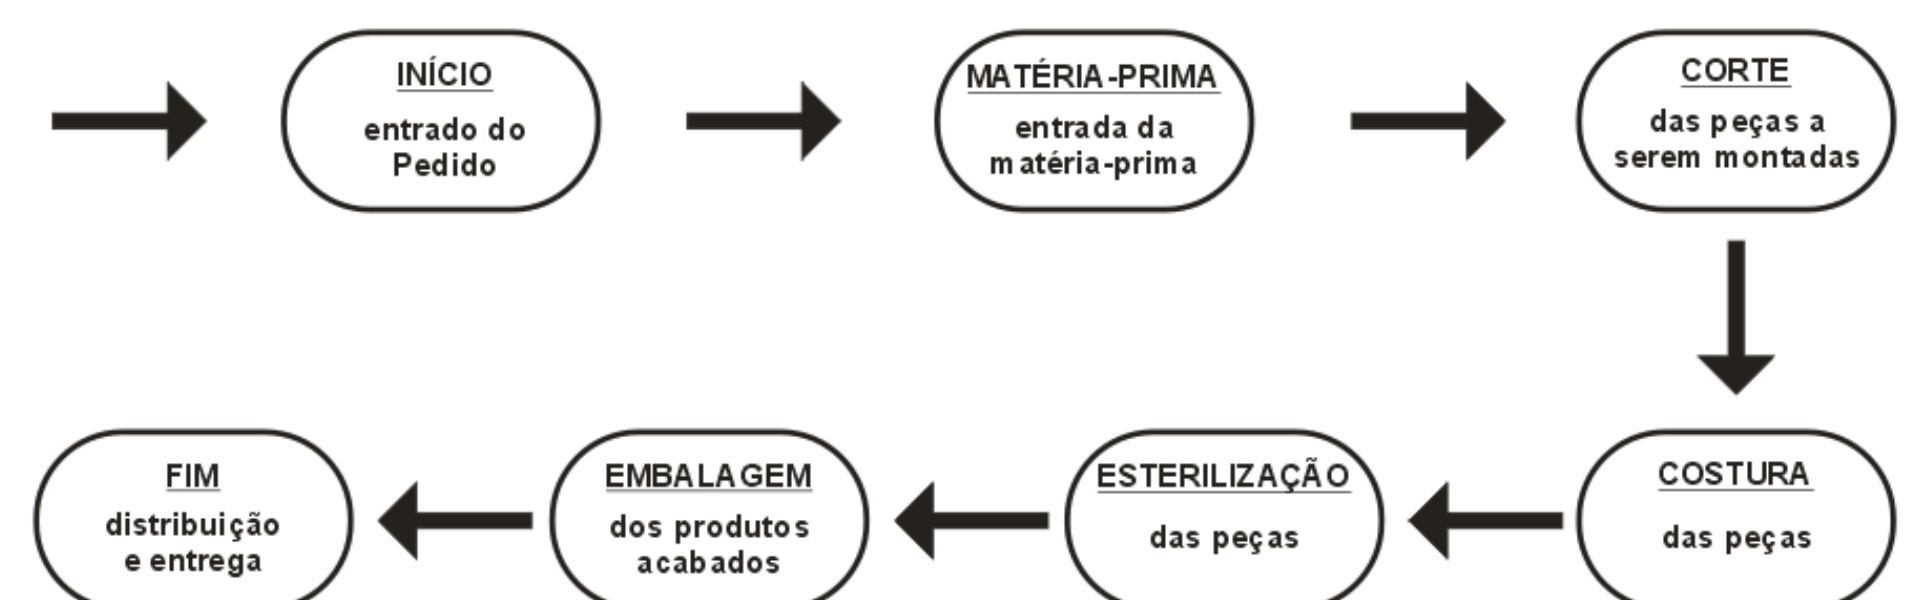 INÍCIO
entrado do
Pedido
MATÉRIA-PRIMA
entrada da
matéria-prima
CORTE
das peças a
serem montadas
COSTURA
das peças
ESTERILIZAÇÃO
das peças
EMBALAGEM
dos produtos
acabados
FIM
distribuição
e entrega